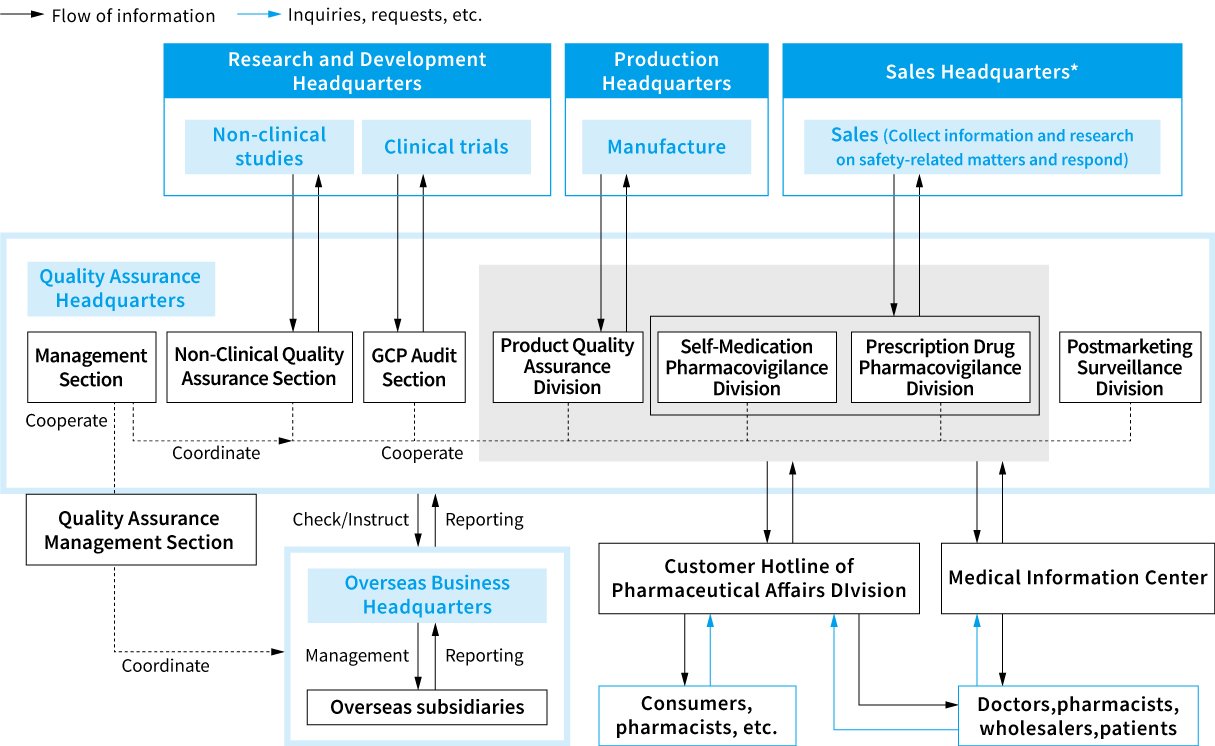 Flow of information
Inquiries, requests, etc.
Research and Development
Headquarters
Production
Headquarters
Sales Headquarters*
Non-clinical
studies
Clinical trials
Manufacture
Sales (Collect information and research
on safety-related matters and respond)
Quality Assurance
Headquarters
Management
Section
Non-Clinical Quality
Assurance Section
GCP Audit
Section
Product Quality
Assurance
Division
Self-Medication
Pharmacovigilance
Division
Prescription Drug
Pharmacovigilance
Division
Postmarketing
Surveillance
Division
Cooperate
Coordinate
Cooperate
Quality Assurance
Management Section
Check/Instruct
Reporting
Customer Hotline of
Pharmaceutical Affairs DIvision
Medical Information Center
Overseas Business
Headquarters
Coordinate
Management
Reporting
Overseas subsidiaries
Consumers,
pharmacists, etc.
Doctors,pharmacists,
wholesalers,patients